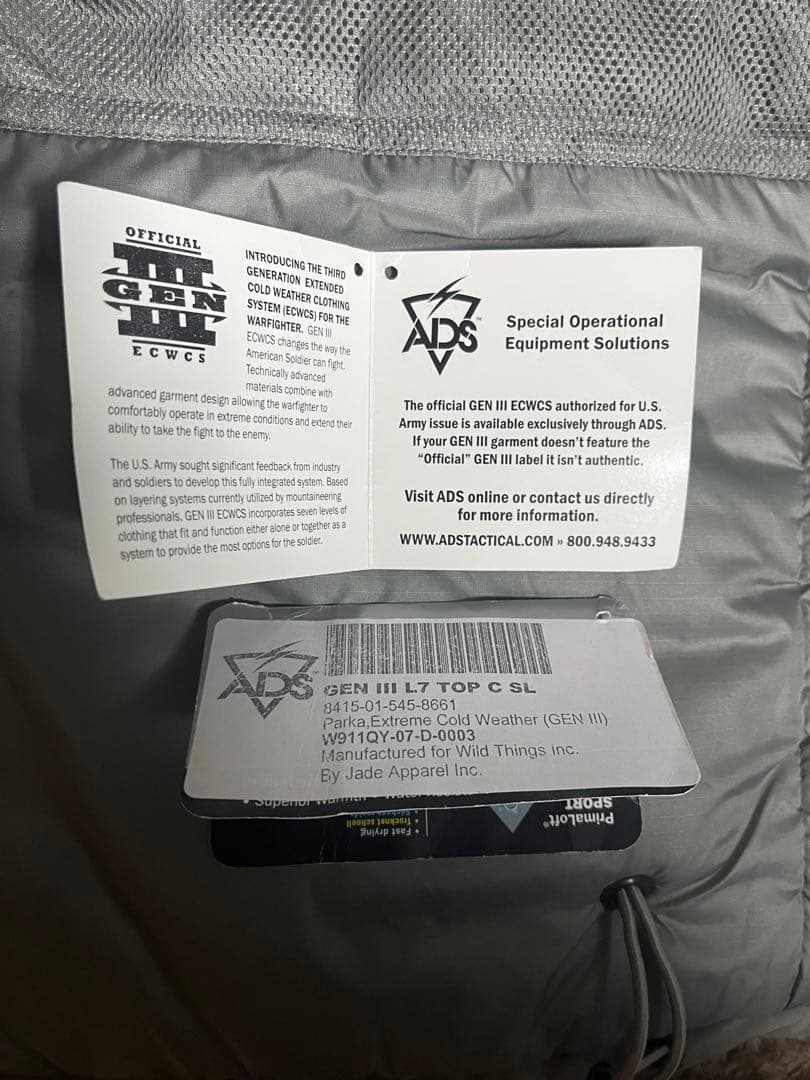 OFFICIAL
III
GEN
ECWCS
INTRODUCING THE THIRD
GENERATION EXTENDED
COLD WEATHER CLOTHING
SYSTEM (ECWCS) FOR THE
WARFIGHTER. GEN III
ECWCS changes the way the
American Soldier can fight.
Technically advanced
materials combine with
advanced garment design allowing the warfighter to
comfortably operate in extreme conditions and extend their
ability to take the fight to the enemy.
The U.S. Army sought significant feedback from industry
and soldiers to develop this fully integrated system. Based
on layering systems currently utilized by mountaineering
professionals, GEN III ECWCS incorporates seven levels of
clothing that fit and function either alone or together as a
system to provide the most options for the soldier.
ADS™
Special Operational
Equipment Solutions
The official GEN III ECWCS authorized for U.S.
Army issue is available exclusively through ADS.
If your GEN III garment doesn't feature the
“Official” GEN III label it isn't authentic.
Visit ADS online or contact us directly
for more information.
WWW.ADSTACTICAL.COM » 800.948.9433
ADS™
GEN III L7 TOP C SL
8415-01-545-8661
Parka,Extreme Cold Weather (GEN III)
W911QY-07-D-0003
Manufactured for Wild Things Inc.
By Jade Apparel Inc.
• Superior Warmth
PrimaLoft®
SPORT
• Fast drying
• Trocknet schnell